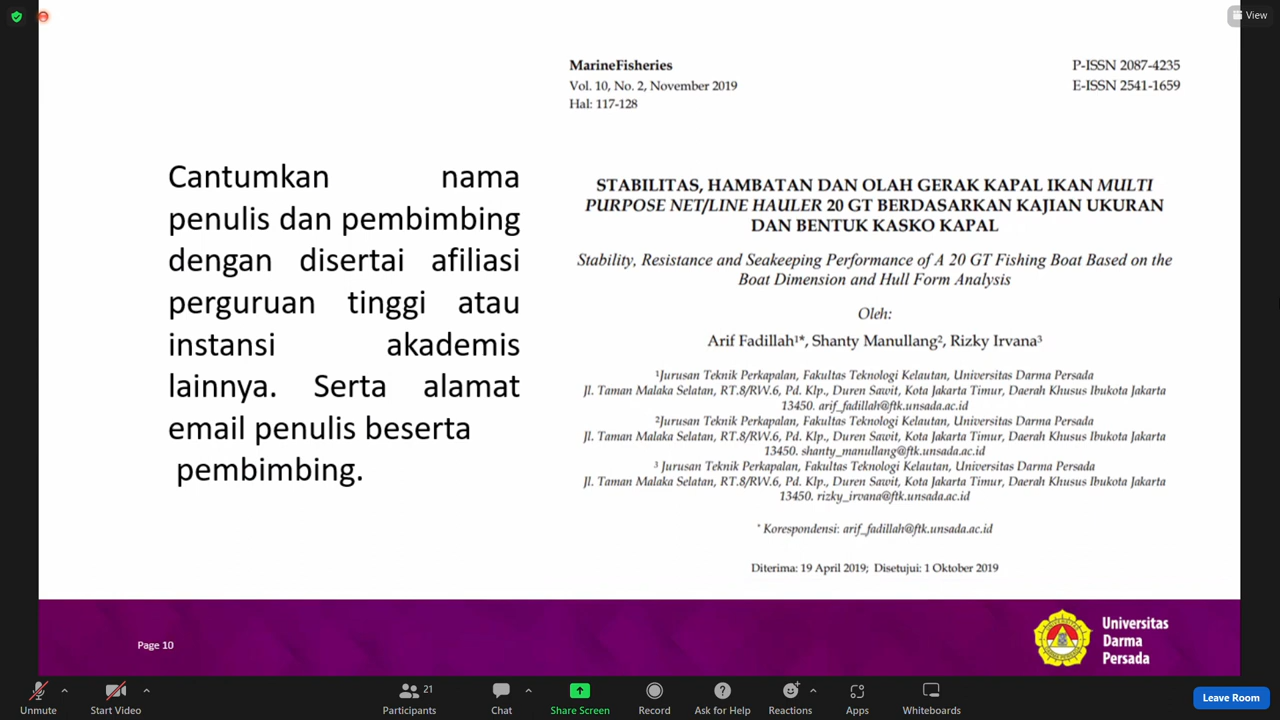 View
MarineFisheries
Vol. 10, No. 2, November 2019
Hal: 117-128
P-ISSN 2087-4235
E-ISSN 2541-1659
Cantumkan nama
penulis dan pembimbing
dengan disertai afiliasi
perguruan tinggi atau
instansi akademis
lainnya. Serta alamat
email penulis beserta
pembimbing.
STABILITAS, HAMBATAN DAN OLAH GERAK KAPAL IKAN MULTI
PURPOSE NET/LINE HAULER 20 GT BERDASARKAN KAJIAN UKURAN
DAN BENTUK KASKO KAPAL
Stability, Resistance and Seakeeping Performance of A 20 GT Fishing Boat Based on the
Boat Dimension and Hull Form Analysis
Oleh:
Arif Fadillah¹*, Shanty Manullang², Rizky Irvana³
¹Jurusan Teknik Perkapalan, Fakultas Teknologi Kelautan, Universitas Darma Persada
Jl. Taman Malaka Selatan, RT.8/RW.6, Pd. Klp., Duren Sawit, Kota Jakarta Timur, Daerah Khusus Ibukota Jakarta
13450. arif_fadillah@ftk.unsada.ac.id
²Jurusan Teknik Perkapalan, Fakultas Teknologi Kelautan, Universitas Darma Persada
Jl. Taman Malaka Selatan, RT.8/RW.6, Pd. Klp., Duren Sawit, Kota Jakarta Timur, Daerah Khusus Ibukota Jakarta
13450. shanty_manullang@ftk.unsada.ac.id
³ Jurusan Teknik Perkapalan, Fakultas Teknologi Kelautan, Universitas Darma Persada
Jl. Taman Malaka Selatan, RT.8/RW.6, Pd. Klp., Duren Sawit, Kota Jakarta Timur, Daerah Khusus Ibukota Jakarta
13450. rizky_irvana@ftk.unsada.ac.id
* Korespondensi: arif_fadillah@ftk.unsada.ac.id
Diterima: 19 April 2019; Disetujui: 1 Oktober 2019
Page 10
Universitas
Darma
Persada
Unmute
Start Video
Participants 21
Chat
Share Screen
Record
Ask for Help
Reactions
Apps
Whiteboards
Leave Room